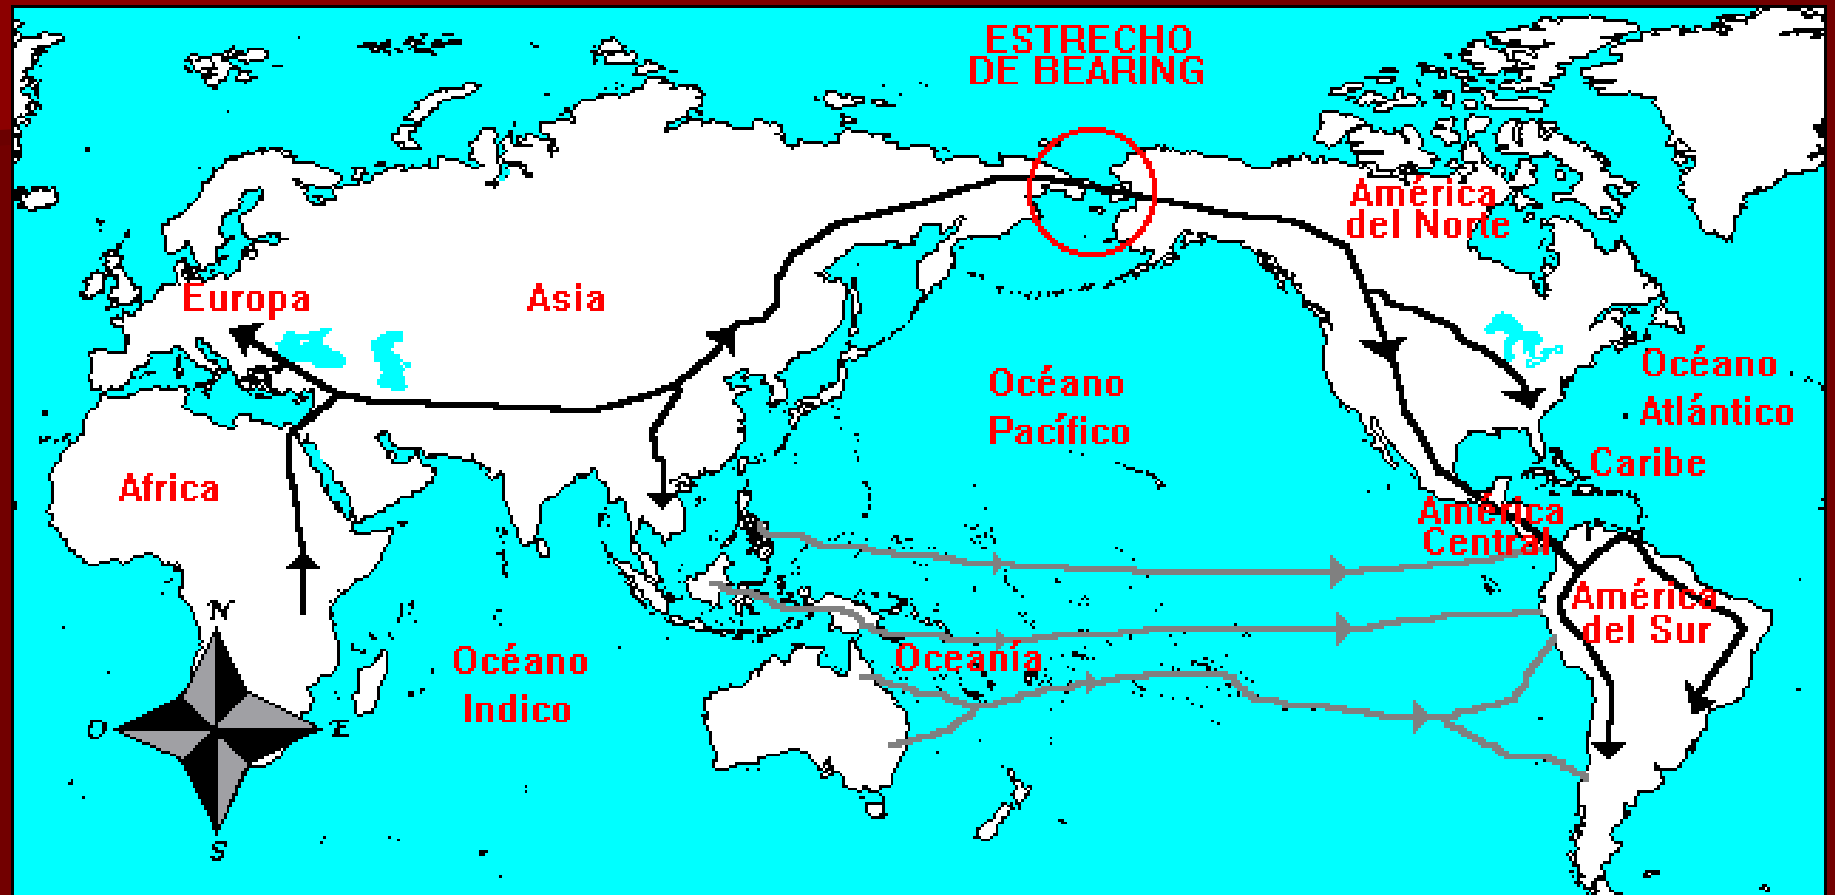 ESTRECHO
DE BEARING
América
del Norte
Europa
Asia
Océano
Atlántico
Océano
Pacífico
Caribe
Africa
América
Central
N
América
del Sur
Oceanía
Océano
Indico
O
E
S